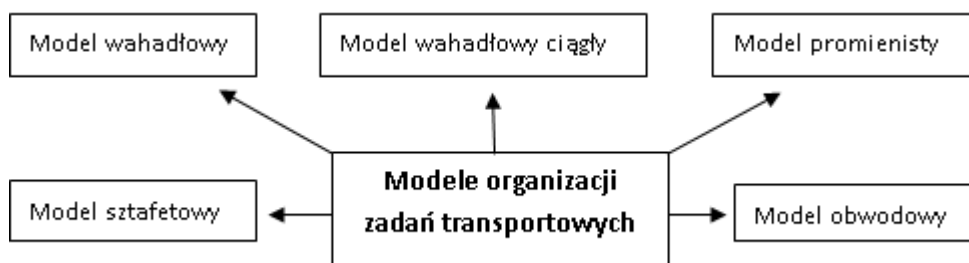 Model wahadłowy
Model wahadłowy ciągły
Model promienisty
Modele organizacji
zadań transportowych
Model sztafetowy
Model obwodowy